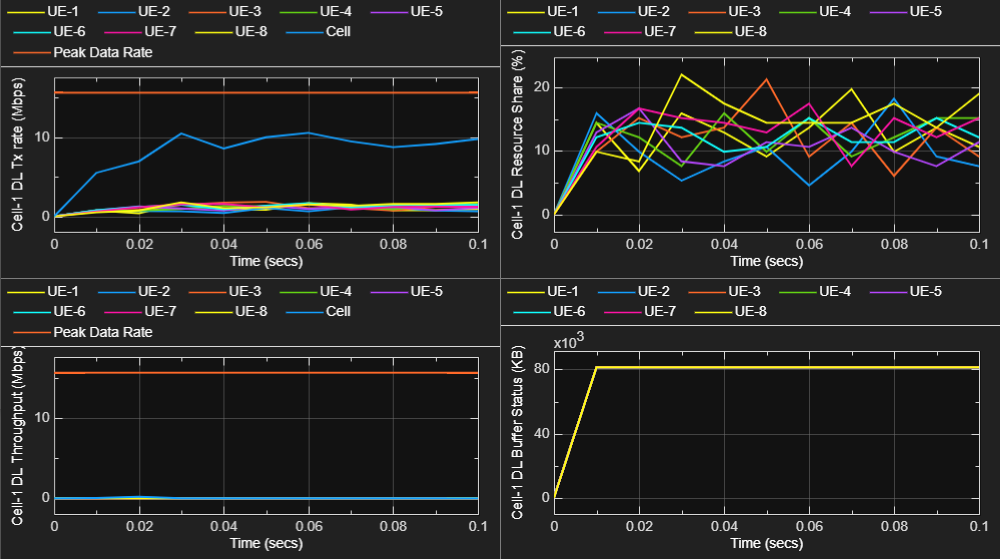 UE-1 UE-2 UE-3 UE-4 UE-5
UE-6 UE-7 UE-8 Cell
Peak Data Rate
Cell-1 DL Tx rate (Mbps)
10
0
0 0.02 0.04 0.06 0.08 0.1
Time (secs)
UE-1 UE-2 UE-3 UE-4 UE-5
UE-6 UE-7 UE-8
Cell-1 DL Resource Share (%)
20
10
0
0 0.02 0.04 0.06 0.08 0.1
Time (secs)
UE-1 UE-2 UE-3 UE-4 UE-5
UE-6 UE-7 UE-8 Cell
Peak Data Rate
Cell-1 DL Throughput (Mbps)
10
0
0 0.02 0.04 0.06 0.08 0.1
Time (secs)
UE-1 UE-2 UE-3 UE-4 UE-5
UE-6 UE-7 UE-8
x10³
Cell-1 DL Buffer Status (KB)
80
40
0
0 0.02 0.04 0.06 0.08 0.1
Time (secs)